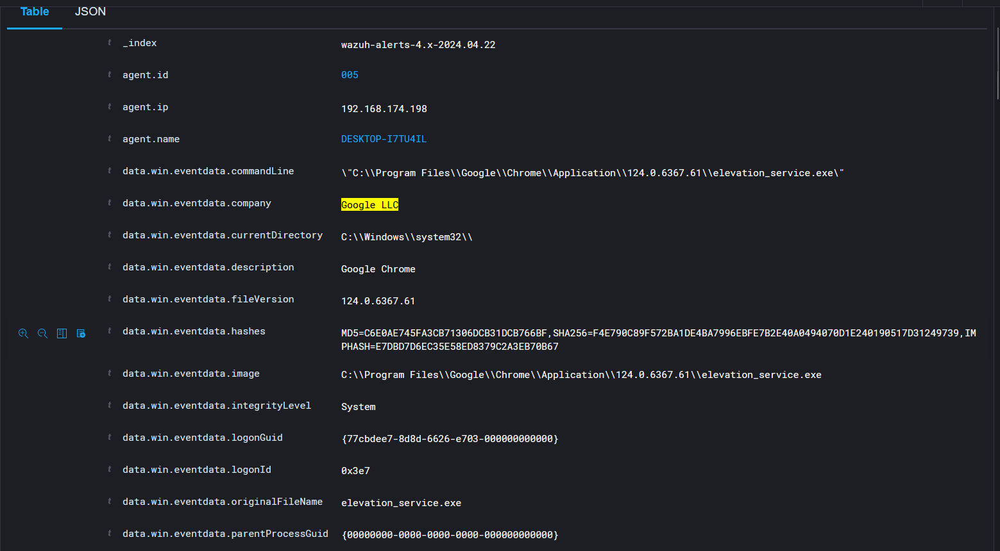 Table JSON
t _index wazuh-alerts-4.x-2024.04.22
t agent.id 005
t agent.ip 192.168.174.198
t agent.name DESKTOP-I7TU4IL
t data.win.eventdata.commandLine \"C:\\Program Files\\Google\\Chrome\\Application\\124.0.6367.61\\elevation_service.exe\"
t data.win.eventdata.company Google LLC
t data.win.eventdata.currentDirectory C:\\Windows\\system32\\
t data.win.eventdata.description Google Chrome
t data.win.eventdata.fileVersion 124.0.6367.61
t data.win.eventdata.hashes MD5=C6E0AE745FA3CB71306DCB31DCB766BF,SHA256=F4E790C89F572BA1DE4BA7996EBFE7B2E40A0494070D1E240190517D31249739,IM
PHASH=E7DBD7D6EC35E58ED8379C2A3EB70B67
t data.win.eventdata.image C:\\Program Files\\Google\\Chrome\\Application\\124.0.6367.61\\elevation_service.exe
t data.win.eventdata.integrityLevel System
t data.win.eventdata.logonGuid {77cbdee7-8d8d-6626-e703-000000000000}
t data.win.eventdata.logonId 0x3e7
t data.win.eventdata.originalFileName elevation_service.exe
t data.win.eventdata.parentProcessGuid {00000000-0000-0000-0000-000000000000}